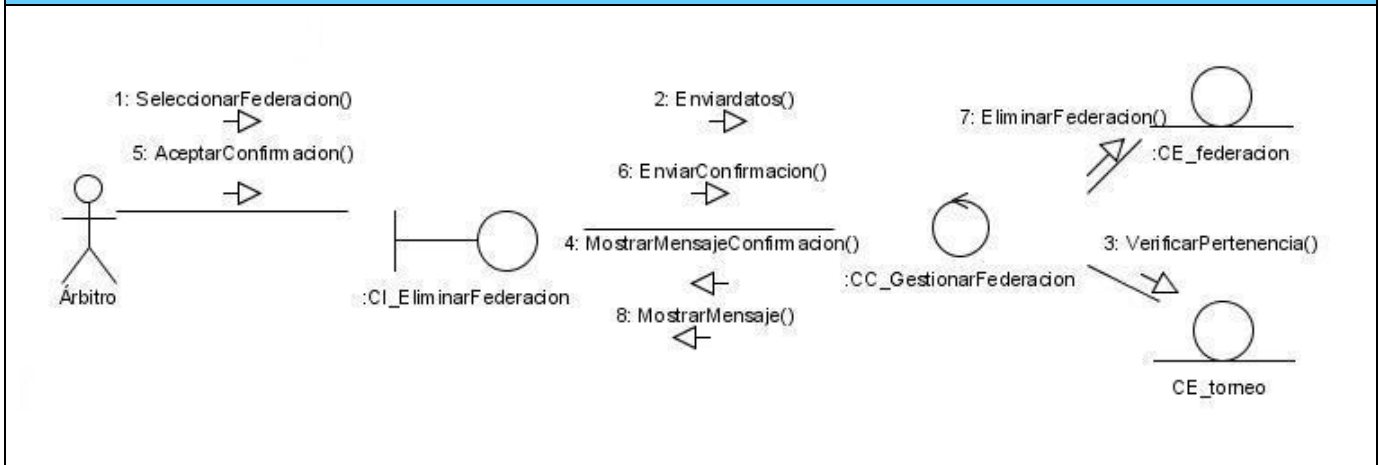 1: SeleccionarFederacion()
5: AceptarConfirmacion()
Árbitro
:CI_EliminarFederacion
2: Enviardatos()
6: EnviarConfirmacion()
4: MostrarMensajeConfirmacion()
8: MostrarMensaje()
:CC_GestionarFederacion
7: EliminarFederacion()
:CE_federacion
3: VerificarPertenencia()
CE_torneo